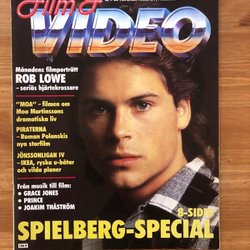 Film &
VIDEO
Månadens filmporträtt
ROB LOWE
– seriös hjärtekrossare
"MOA" – filmen om
Moa Martinssons
dramatiska liv
PIRATERNA
– Roman Polanskis
nya storfilm
JÖNSSONLIGAN IV
– IKEA, ryska u-båtar
och vilda planer
Från musik till film:
• GRACE JONES
• PRINCE
• JOAKIM THÅSTRÖM
8-SIDIG
SPIELBERG-SPECIAL